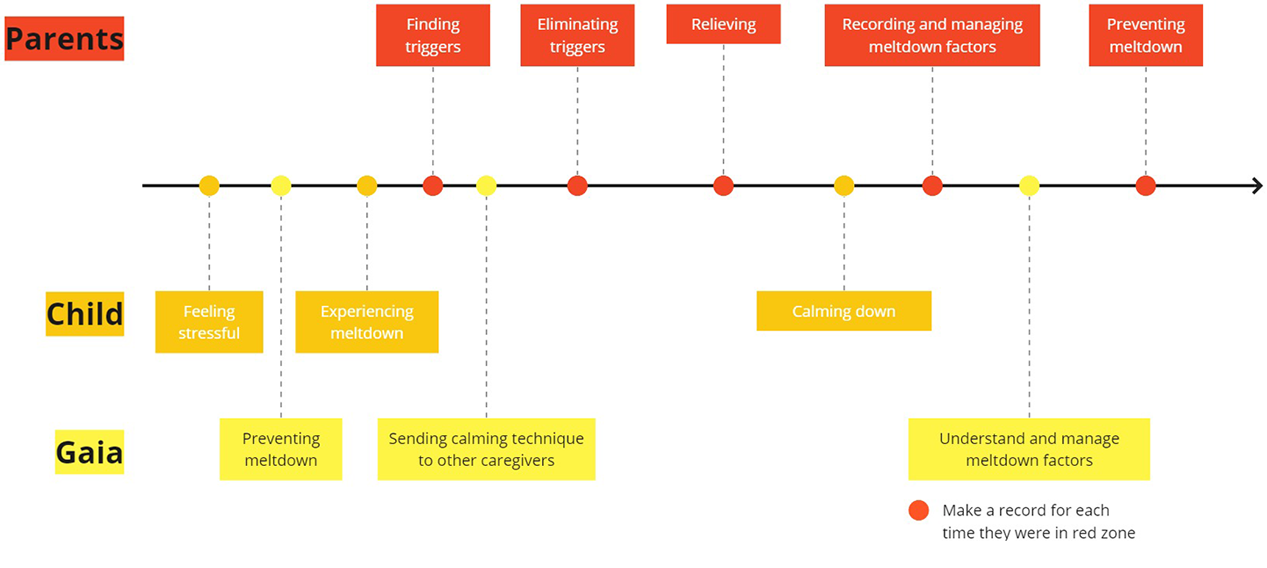 Parents
Finding
triggers
Eliminating
triggers
Relieving
Recording and managing
meltdown factors
Preventing
meltdown
Child
Feeling
stressful
Experiencing
meltdown
Calming down
Gaia
Preventing
meltdown
Sending calming technique
to other caregivers
Understand and manage
meltdown factors
Make a record for each
time they were in red zone